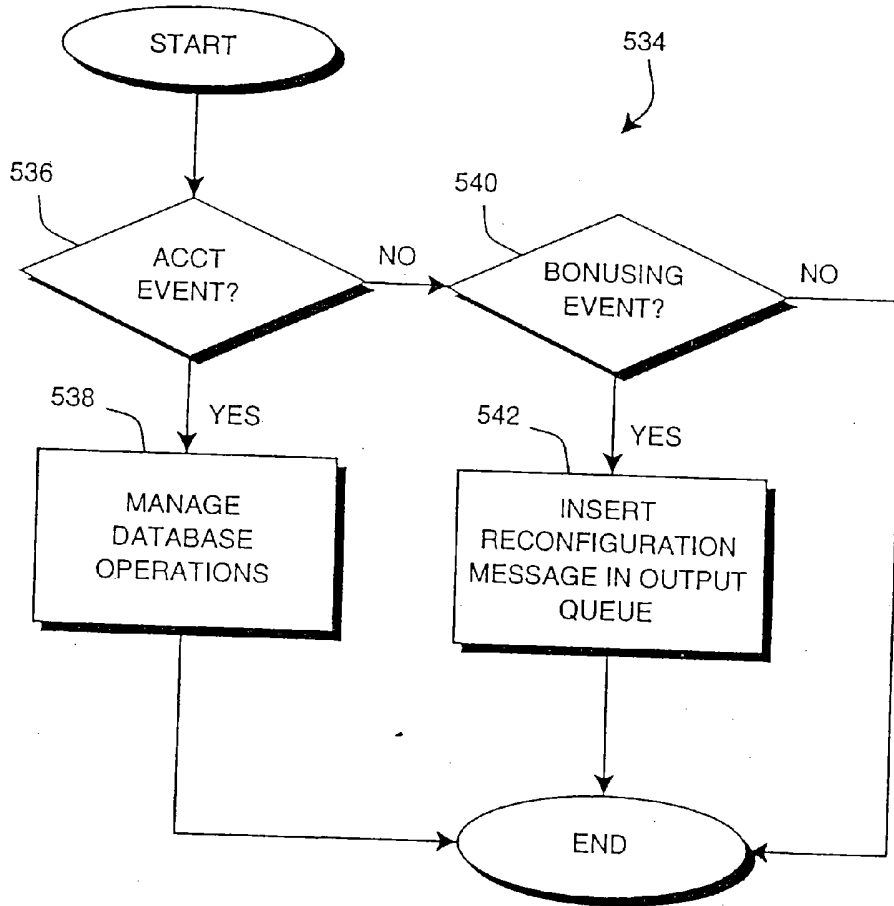 START
534
536
540
ACCT
EVENT?
NO
BONUSING
EVENT?
NO
538
YES
542
YES
MANAGE
DATABASE
OPERATIONS
INSERT
RECONFIGURATION
MESSAGE IN OUTPUT
QUEUE
END